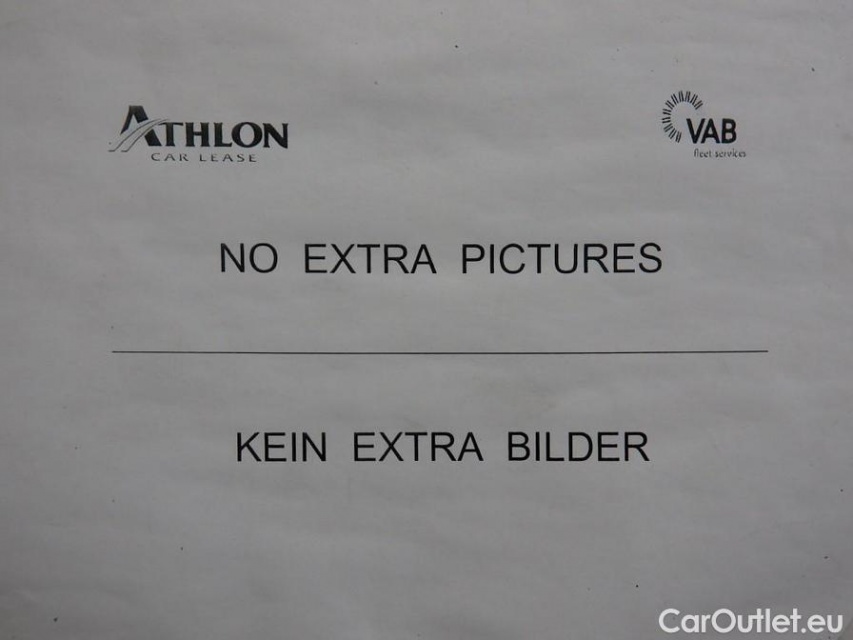 ATHLON
CAR LEASE
VAB
fleet services
NO EXTRA PICTURES
KEIN EXTRA BILDER
CarOutlet.eu